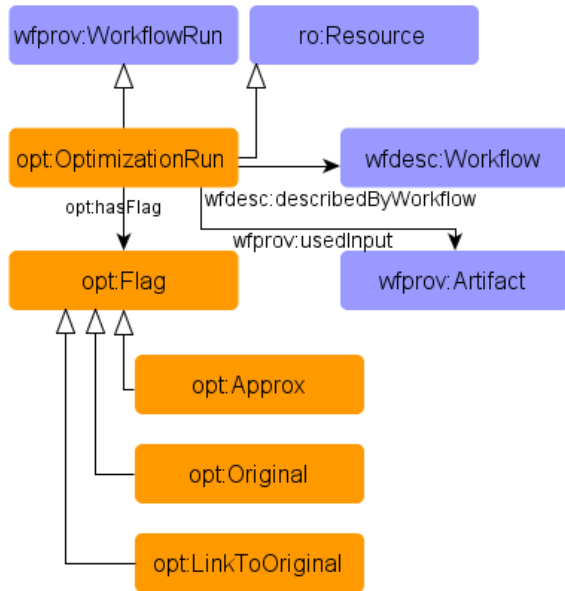 wfprov:WorkflowRun
ro:Resource
opt:OptimizationRun
wfdesc:Workflow
opt:hasFlag
wfdesc:describedByWorkflow
wfprov:usedInput
opt:Flag
wfprov:Artifact
opt:Approx
opt:Original
opt:LinkToOriginal